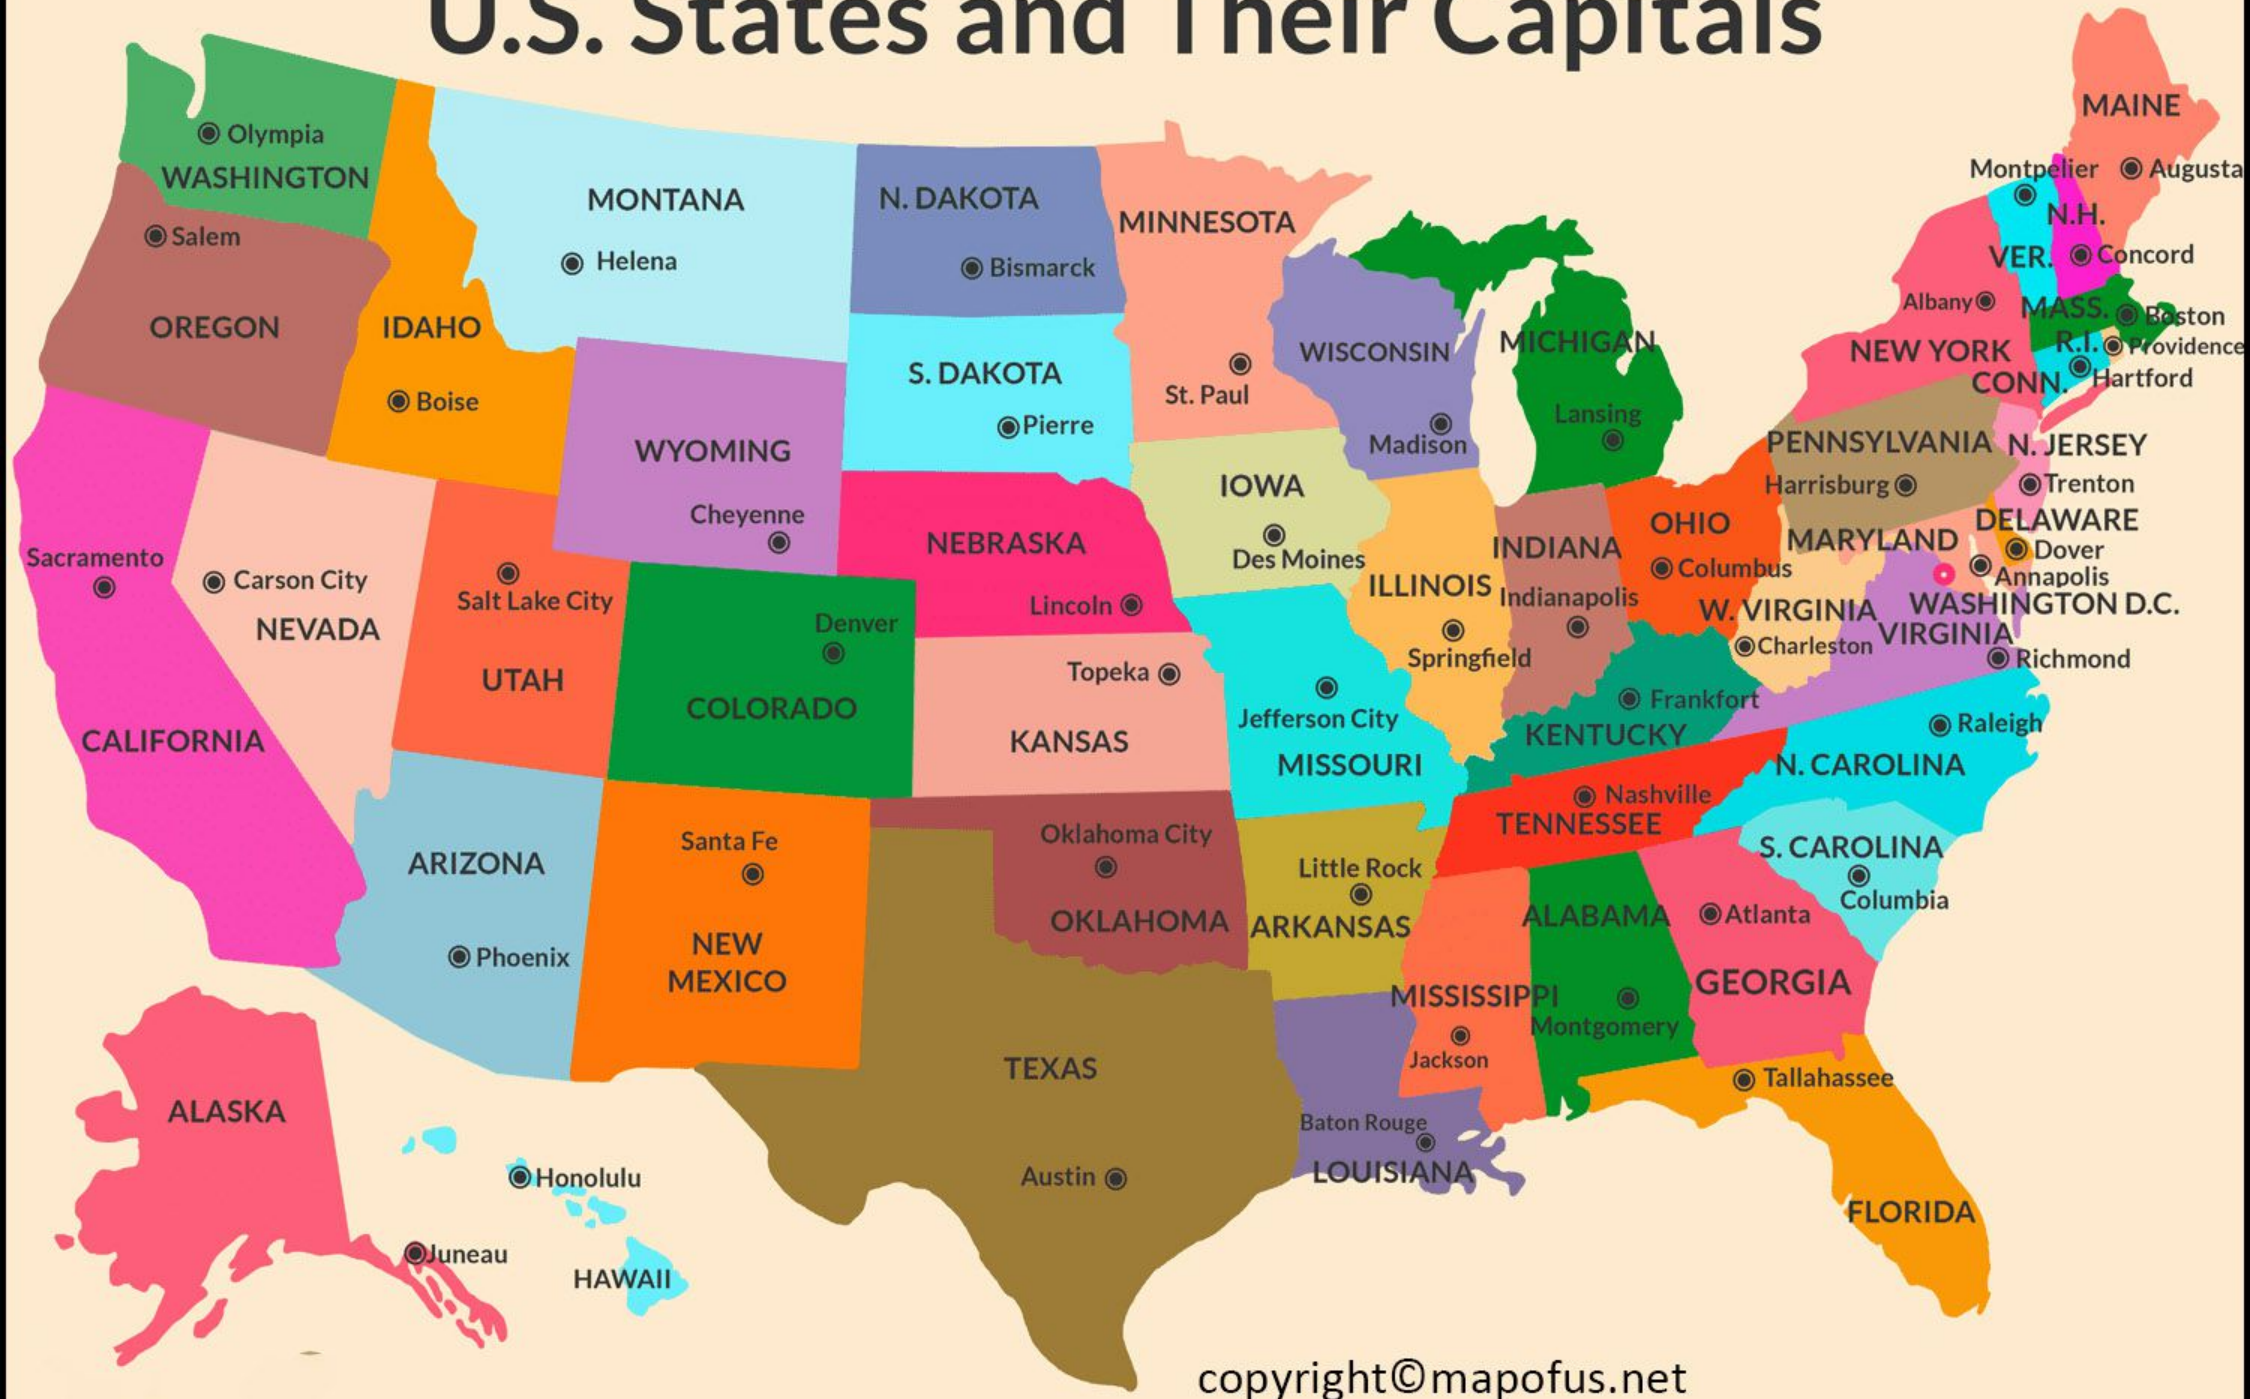 U.S. States and Their Capitals
MAINE
Augusta
Montpelier
N.H.
VER.
Concord
Olympia
WASHINGTON
MONTANA
Helena
N. DAKOTA
Bismarck
MINNESOTA
St. Paul
Salem
OREGON
IDAHO
Boise
WYOMING
Cheyenne
S. DAKOTA
Pierre
WISCONSIN
Madison
MICHIGAN
Lansing
Albany
NEW YORK
MASS.
Boston
R.I.
Providence
CONN.
Hartford
PENNSYLVANIA
Harrisburg
N. JERSEY
Trenton
DELAWARE
Dover
MARYLAND
Annapolis
WASHINGTON D.C.
IOWA
Des Moines
NEBRASKA
Lincoln
ILLINOIS
Springfield
INDIANA
Indianapolis
OHIO
Columbus
W. VIRGINIA
Charleston
VIRGINIA
Richmond
Sacramento
CALIFORNIA
Carson City
NEVADA
Salt Lake City
UTAH
Denver
COLORADO
Topeka
KANSAS
Jefferson City
MISSOURI
Frankfort
KENTUCKY
Raleigh
N. CAROLINA
Nashville
TENNESSEE
S. CAROLINA
Columbia
ARIZONA
Phoenix
Santa Fe
NEW
MEXICO
Oklahoma City
OKLAHOMA
Little Rock
ARKANSAS
MISSISSIPPI
Jackson
ALABAMA
Montgomery
Atlanta
GEORGIA
TEXAS
Austin
Baton Rouge
LOUISIANA
Tallahassee
FLORIDA
ALASKA
Juneau
Honolulu
HAWAII
copyright©mapofus.net